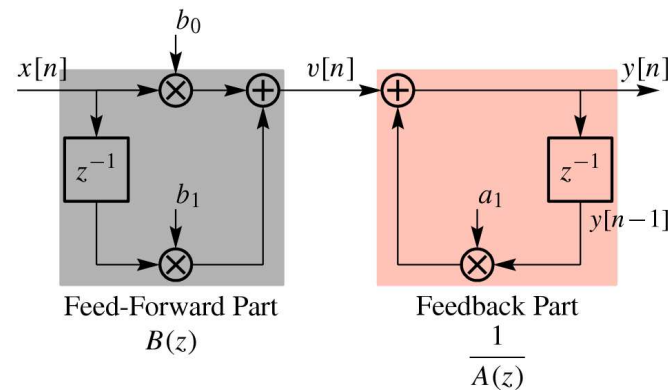 b₀
x[n]
v[n]
y[n]
z⁻¹
z⁻¹
b₁
a₁
y[n−1]
Feed-Forward Part
B(z)
Feedback Part
1
A(z)